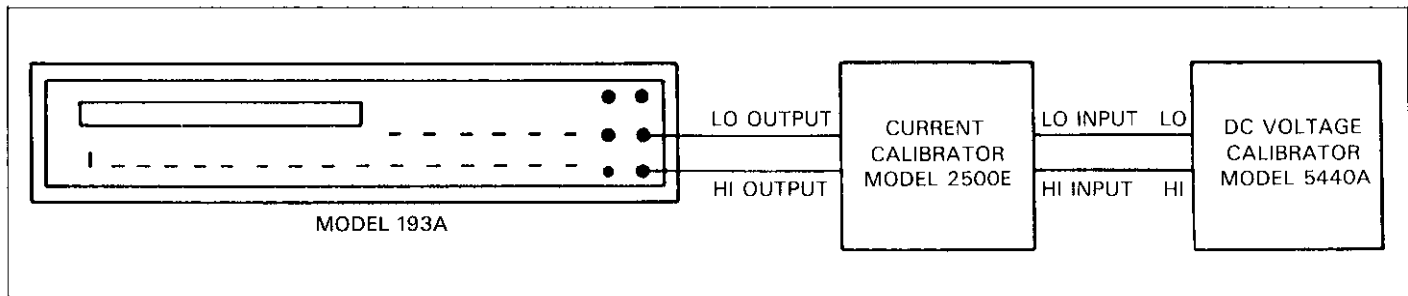 LO OUTPUT
HI OUTPUT
CURRENT
CALIBRATOR
MODEL 2500E
LO INPUT LO
HI INPUT HI
DC VOLTAGE
CALIBRATOR
MODEL 5440A
MODEL 193A